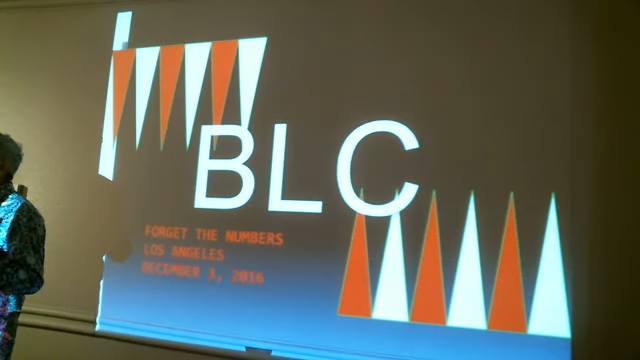 BLC
FORGET THE NUMBERS
LOS ANGELES
DECEMBER 3, 2016